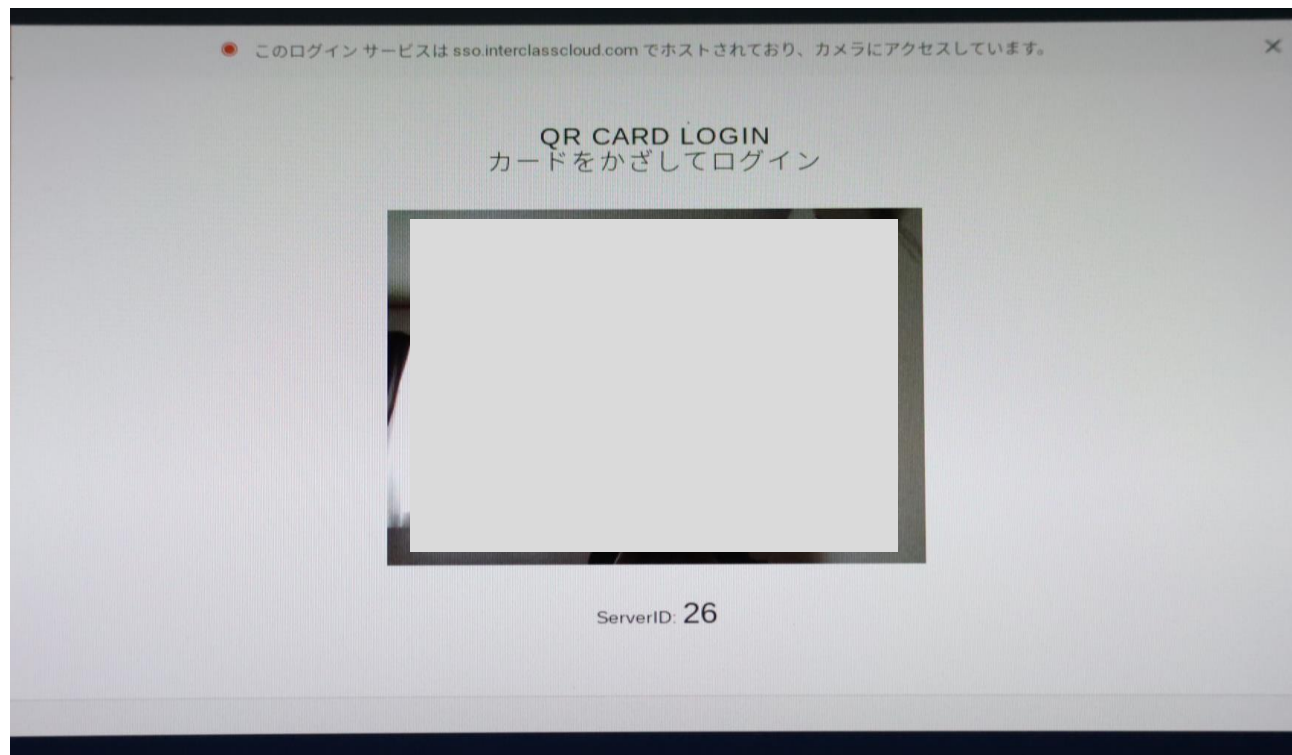 このログイン サービスは sso.interclasscloud.com でホストされており、カメラにアクセスしています。
QR CARD LOGIN
カードをかざしてログイン
ServerID: 26